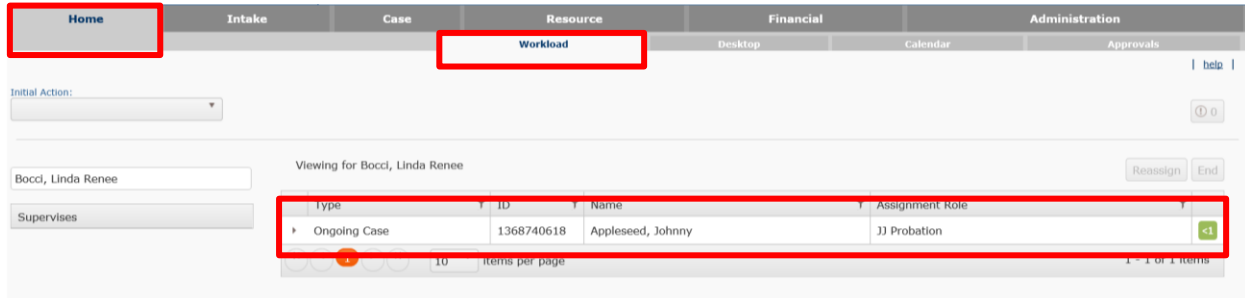 Home Intake Case Resource Financial Administration
Workload Desktop Calendar Approvals
| help |
Initial Action:
0
Viewing for Bocci, Linda Renee
Reassign End
Bocci, Linda Renee
Type ID Name Assignment Role
Supervises
Ongoing Case 1368740618 Appleseed, Johnny JJ Probation <1
1 10 items per page 1 - 1 of 1 items